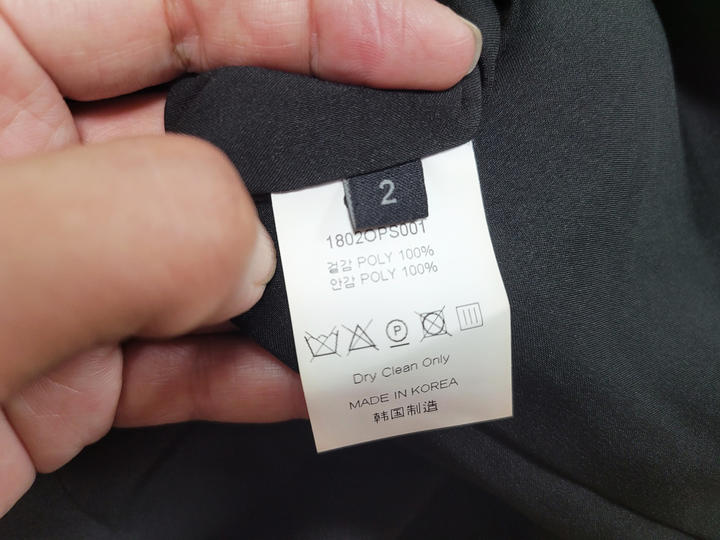 2
1802OPS001
겉감 POLY 100%
안감 POLY 100%
P
Dry Clean Only
MADE IN KOREA
韩国制造